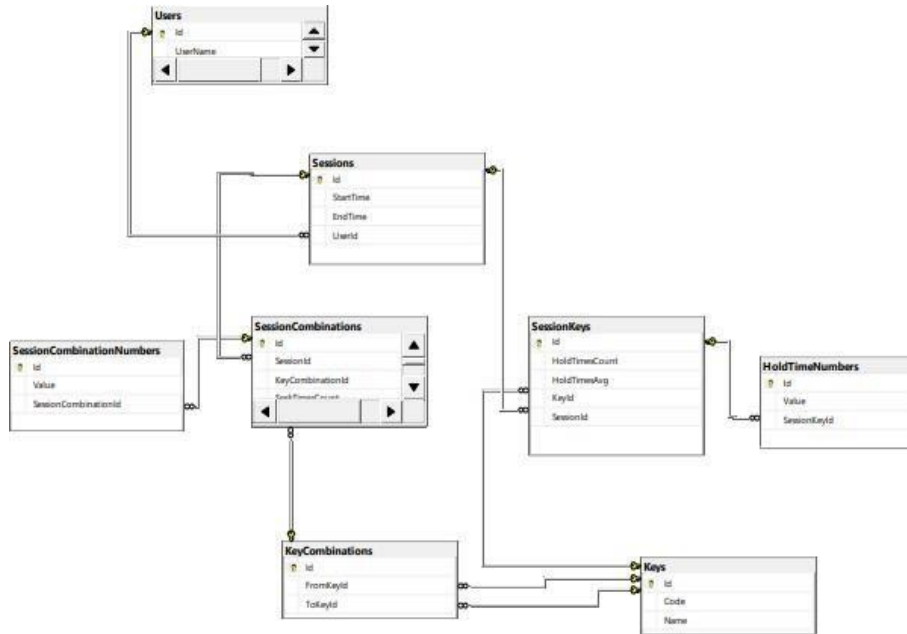 Users
Id
UserName
Sessions
Id
StartTime
EndTime
UserId
SessionCombinations
Id
SessionId
KeyCombinationId
SeekTimesCount
SessionCombinationNumbers
Id
Value
SessionCombinationId
SessionKeys
Id
HoldTimesCount
HoldTimesAvg
KeyId
SessionId
HoldTimeNumbers
Id
Value
SessionKeyId
KeyCombinations
Id
FromKeyId
ToKeyId
Keys
Id
Code
Name